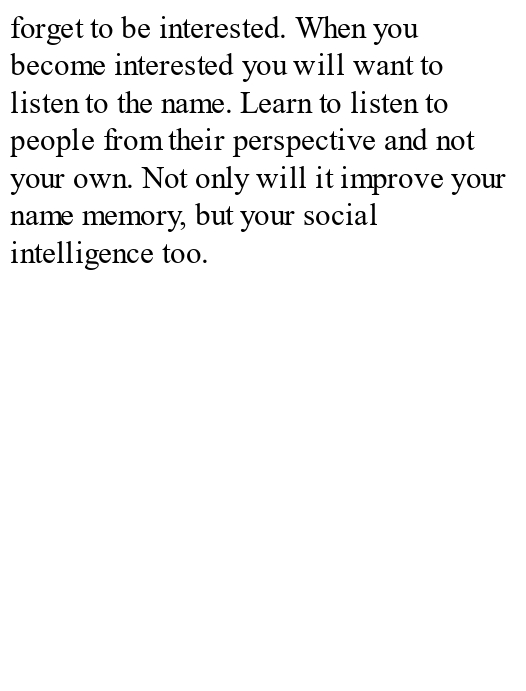 forget to be interested. When you
become interested you will want to
listen to the name. Learn to listen to
people from their perspective and not
your own. Not only will it improve your
name memory, but your social
intelligence too.